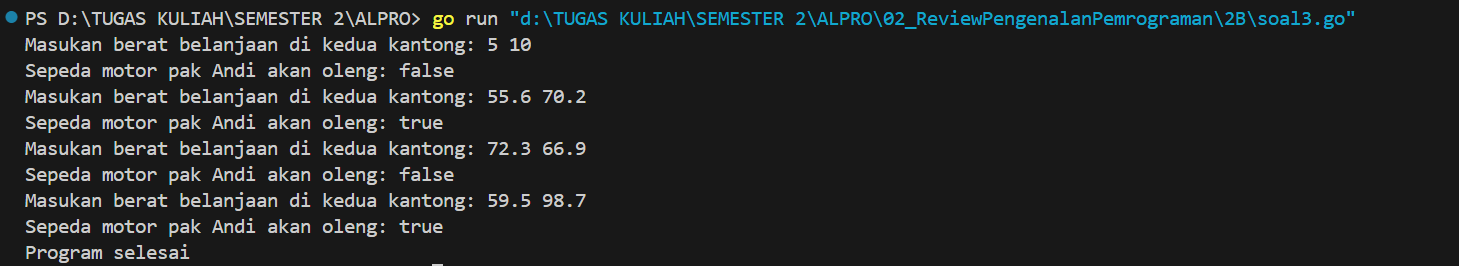 PS D:\TUGAS KULIAH\SEMESTER 2\ALPRO> go run "d:\TUGAS KULIAH\SEMESTER 2\ALPRO\02_ReviewPengenalanPemrograman\2B\soal3.go"
Masukan berat belanjaan di kedua kantong: 5 10
Sepeda motor pak Andi akan oleng: false
Masukan berat belanjaan di kedua kantong: 55.6 70.2
Sepeda motor pak Andi akan oleng: true
Masukan berat belanjaan di kedua kantong: 72.3 66.9
Sepeda motor pak Andi akan oleng: false
Masukan berat belanjaan di kedua kantong: 59.5 98.7
Sepeda motor pak Andi akan oleng: true
Program selesai